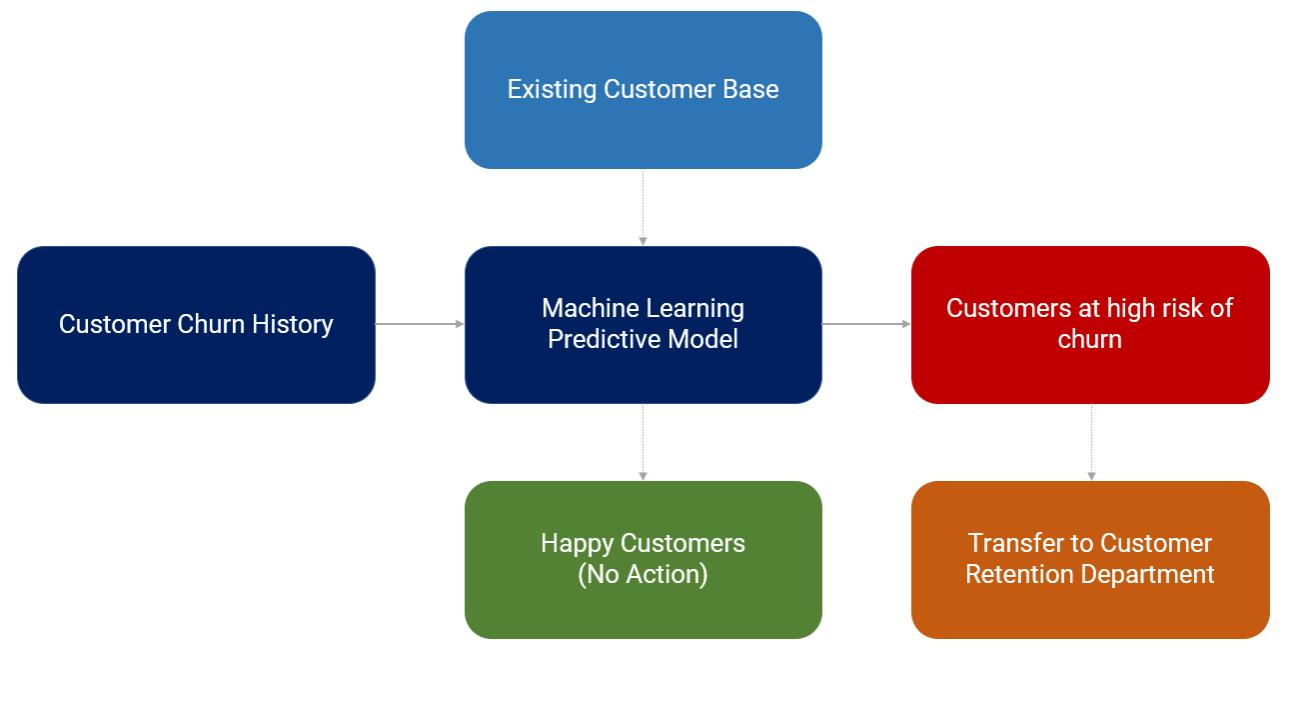 Existing Customer Base
Customer Churn History
Machine Learning
Predictive Model
Customers at high risk of
churn
Happy Customers
(No Action)
Transfer to Customer
Retention Department